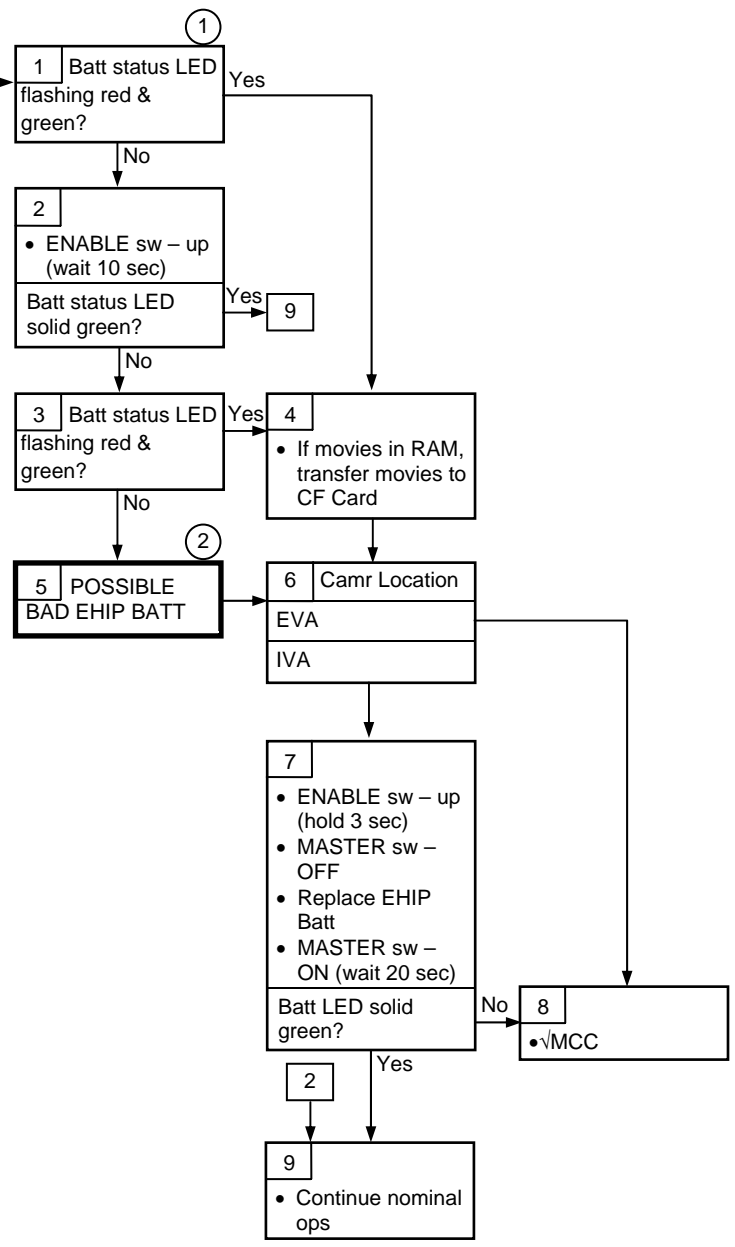 1
1 Batt status LED
flashing red &
green?
Yes
No
2
• ENABLE sw – up
(wait 10 sec)
Batt status LED
solid green?
Yes
9
No
3 Batt status LED
flashing red &
green?
Yes
No
4
• If movies in RAM,
transfer movies to
CF Card
2
5 POSSIBLE
BAD EHIP BATT
6 Camr Location
EVA
IVA
7
• ENABLE sw – up
(hold 3 sec)
• MASTER sw –
OFF
• Replace EHIP
Batt
• MASTER sw –
ON (wait 20 sec)
Batt LED solid
green?
No
8
•√MCC
Yes
2
9
• Continue nominal
ops